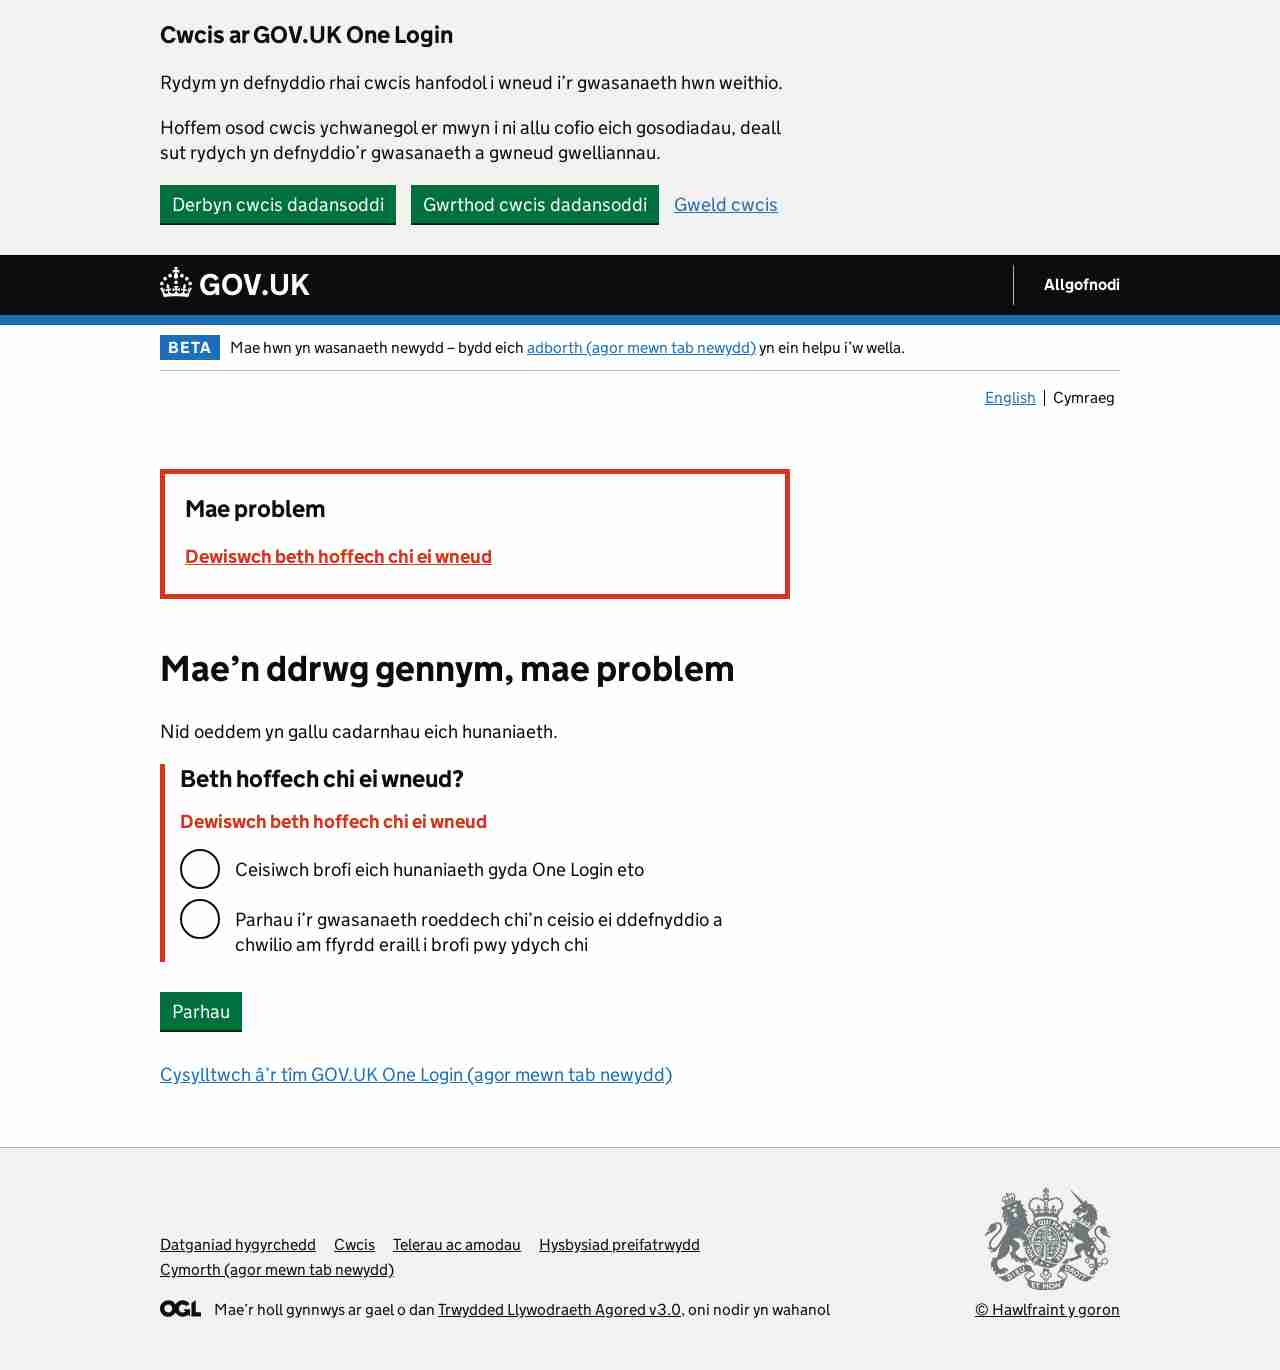 Cwcis ar GOV.UK One Login
Rydym yn defnyddio rhai cwcis hanfodol i wneud i’r gwasanaeth hwn weithio.
Hoffem osod cwcis ychwanegol er mwyn i ni allu cofio eich gosodiadau, deall
sut rydych yn defnyddio’r gwasanaeth a gwneud gwelliannau.
Derbyn cwcis dadansoddi Gwrthod cwcis dadansoddi Gweld cwcis
GOV.UK Allgofnodi
BETA Mae hwn yn wasanaeth newydd – bydd eich adborth (agor mewn tab newydd) yn ein helpu i’w wella.
English Cymraeg
Mae problem
Dewiswch beth hoffech chi ei wneud
Mae’n ddrwg gennym, mae problem
Nid oeddem yn gallu cadarnhau eich hunaniaeth.
Beth hoffech chi ei wneud?
Dewiswch beth hoffech chi ei wneud
Ceisiwch brofi eich hunaniaeth gyda One Login eto
Parhau i’r gwasanaeth roeddech chi’n ceisio ei ddefnyddio a
chwilio am ffyrdd eraill i brofi pwy ydych chi
Parhau
Cysylltwch â’r tîm GOV.UK One Login (agor mewn tab newydd)
Datganiad hygyrchedd Cwcis Telerau ac amodau Hysbysiad preifatrwydd
Cymorth (agor mewn tab newydd)
OGL Mae’r holl gynnwys ar gael o dan Trwydded Llywodraeth Agored v3.0, oni nodir yn wahanol
© Hawlfraint y goron